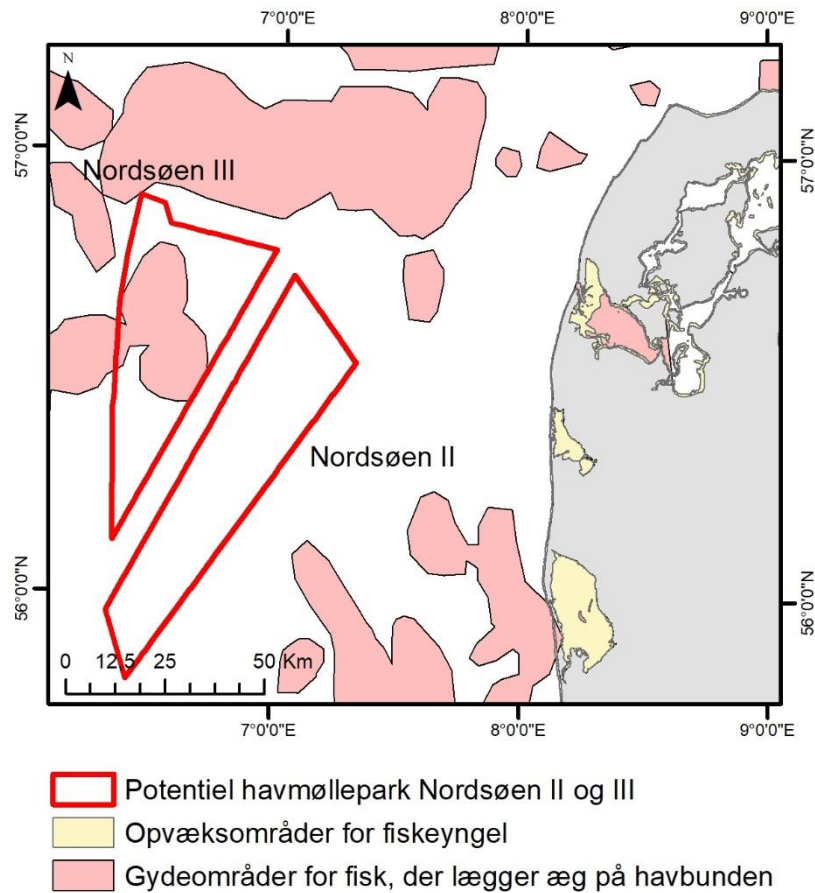 7°0'0"E
8°0'0"E
9°0'0"E
N
57°0'0"N
57°0'0"N
Nordsøen III
Nordsøen II
56°0'0"N
56°0'0"N
0 12,5 25 50 Km
7°0'0"E
8°0'0"E
9°0'0"E
Potentiel havmøllepark Nordsøen II og III
Opvæksområder for fiskeyngel
Gydeområder for fisk, der lægger æg på havbunden